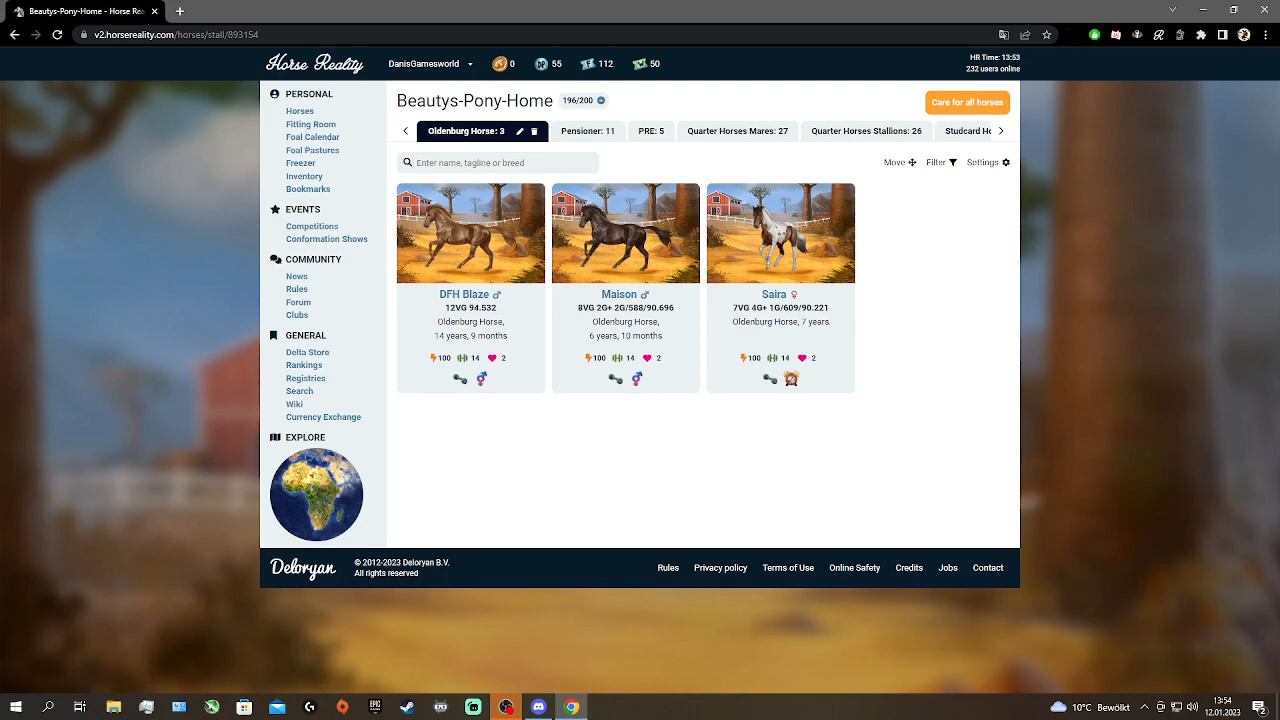 Beautys-Pony-Home - Horse Real
v2.horsereality.com/horses/stall/893154
Horse Reality
DanisGamesworld
0
55
112
50
HR Time: 13:53
232 users online
PERSONAL
Horses
Fitting Room
Foal Calendar
Foal Pastures
Freezer
Inventory
Bookmarks
EVENTS
Competitions
Conformation Shows
COMMUNITY
News
Rules
Forum
Clubs
GENERAL
Delta Store
Rankings
Registries
Search
Wiki
Currency Exchange
EXPLORE
Beautys-Pony-Home
196/200
Care for all horses
Oldenburg Horse: 3
Pensioner: 11
PRE: 5
Quarter Horses Mares: 27
Quarter Horses Stallions: 26
Studcard Ho
Enter name, tagline or breed
Move
Filter
Settings
DFH Blaze ♂
12VG 94.532
Oldenburg Horse,
14 years, 9 months
100 14 2
Maison ♂
8VG 2G+ 2G/588/90.696
Oldenburg Horse,
6 years, 10 months
100 14 2
Saira ♀
7VG 4G+ 1G/609/90.221
Oldenburg Horse, 7 years
100 14 2
Deloryan
© 2012-2023 Deloryan B.V.
All rights reserved
Rules
Privacy policy
Terms of Use
Online Safety
Credits
Jobs
Contact
EPIC
10°C Bewölkt
13:54
12.01.2023